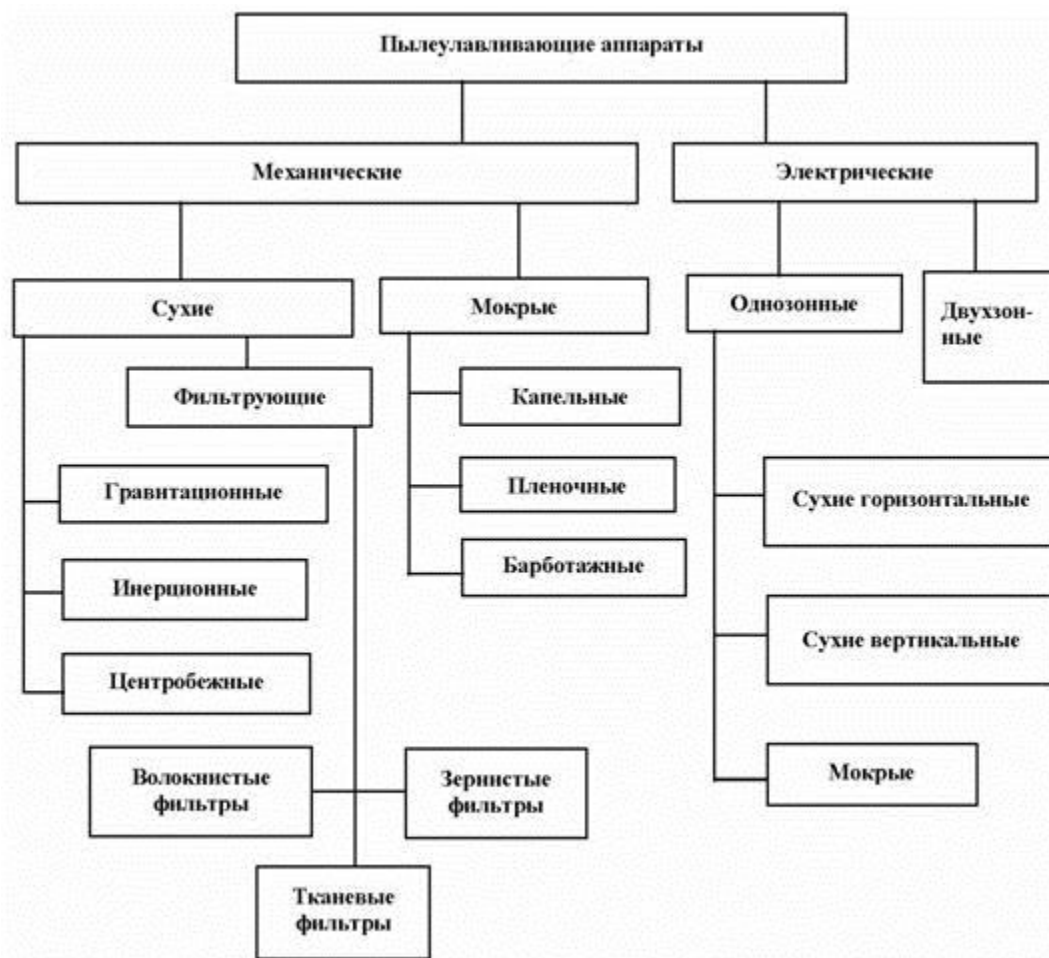 Пылеулавливающие аппараты
Механические
Электрические
Сухие
Мокрые
Однозонные
Двухзон-
ные
Фильтрующие
Капельные
Гравитационные
Пленочные
Сухие горизонтальные
Инерционные
Барботажные
Сухие вертикальные
Центробежные
Волокнистые
фильтры
Зернистые
фильтры
Мокрые
Тканевые
фильтры